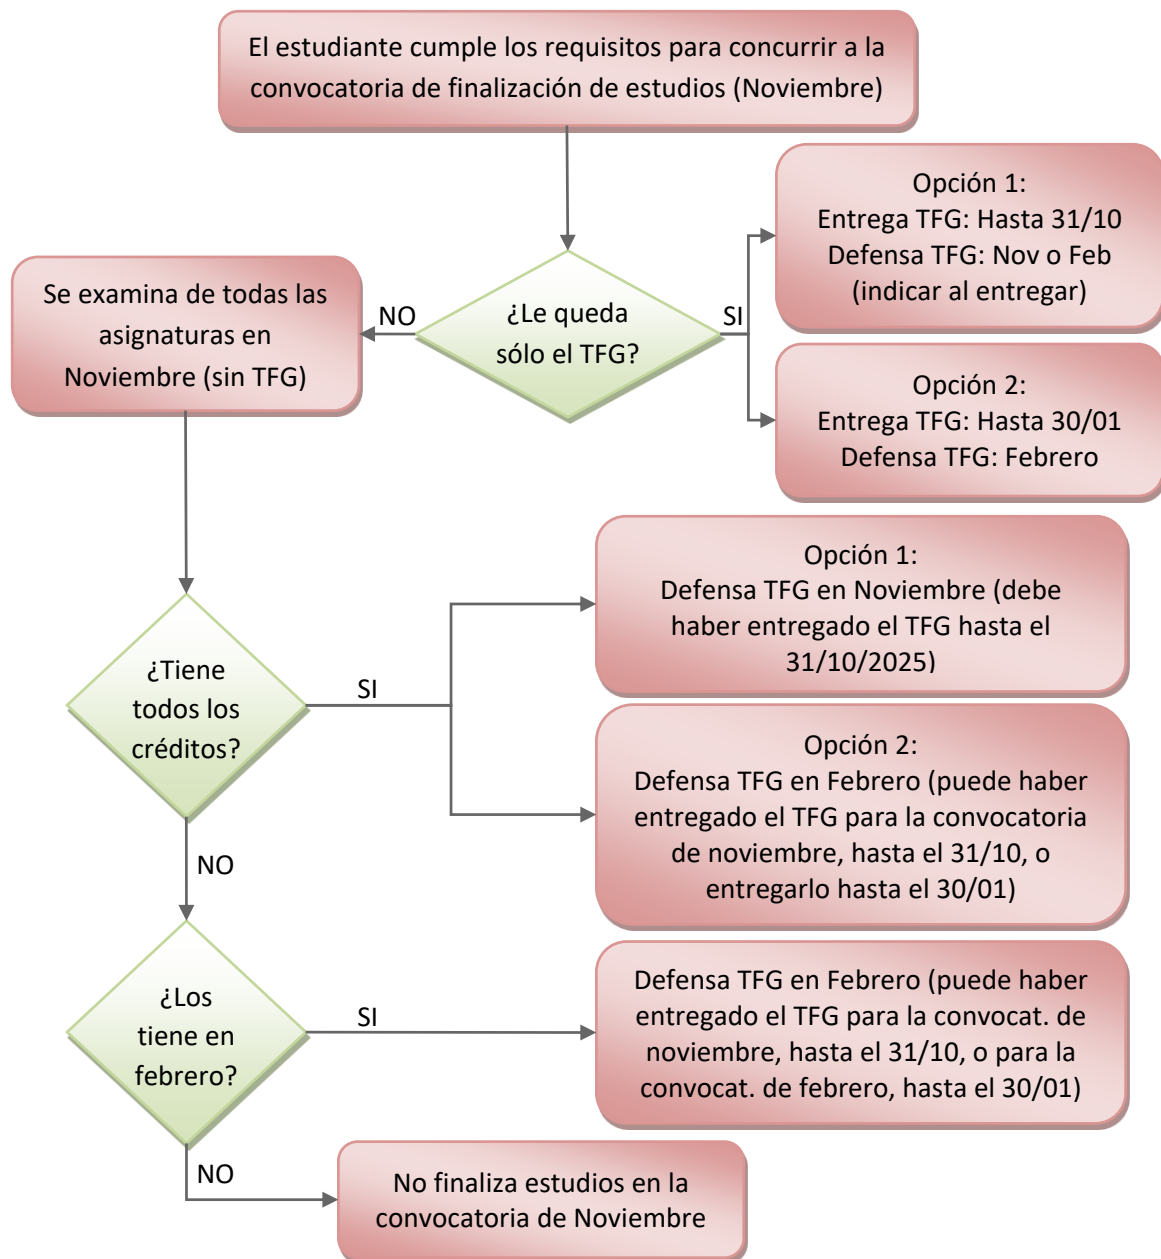 El estudiante cumple los requisitos para concurrir a la
convocatoria de finalización de estudios (Noviembre)
Opción 1:
Entrega TFG: Hasta 31/10
Defensa TFG: Nov o Feb
(indicar al entregar)
Se examina de todas las
asignaturas en
Noviembre (sin TFG)
NO
¿Le queda
sólo el TFG?
SI
Opción 2:
Entrega TFG: Hasta 30/01
Defensa TFG: Febrero
Opción 1:
Defensa TFG en Noviembre (debe
haber entregado el TFG hasta el
31/10/2025)
¿Tiene
todos los
créditos?
SI
Opción 2:
Defensa TFG en Febrero (puede haber
entregado el TFG para la convocatoria
de noviembre, hasta el 31/10, o
entregarlo hasta el 30/01)
NO
¿Los
tiene en
febrero?
SI
Defensa TFG en Febrero (puede haber
entregado el TFG para la convocat. de
noviembre, hasta el 31/10, o para la
convocat. de febrero, hasta el 30/01)
NO
No finaliza estudios en la
convocatoria de Noviembre